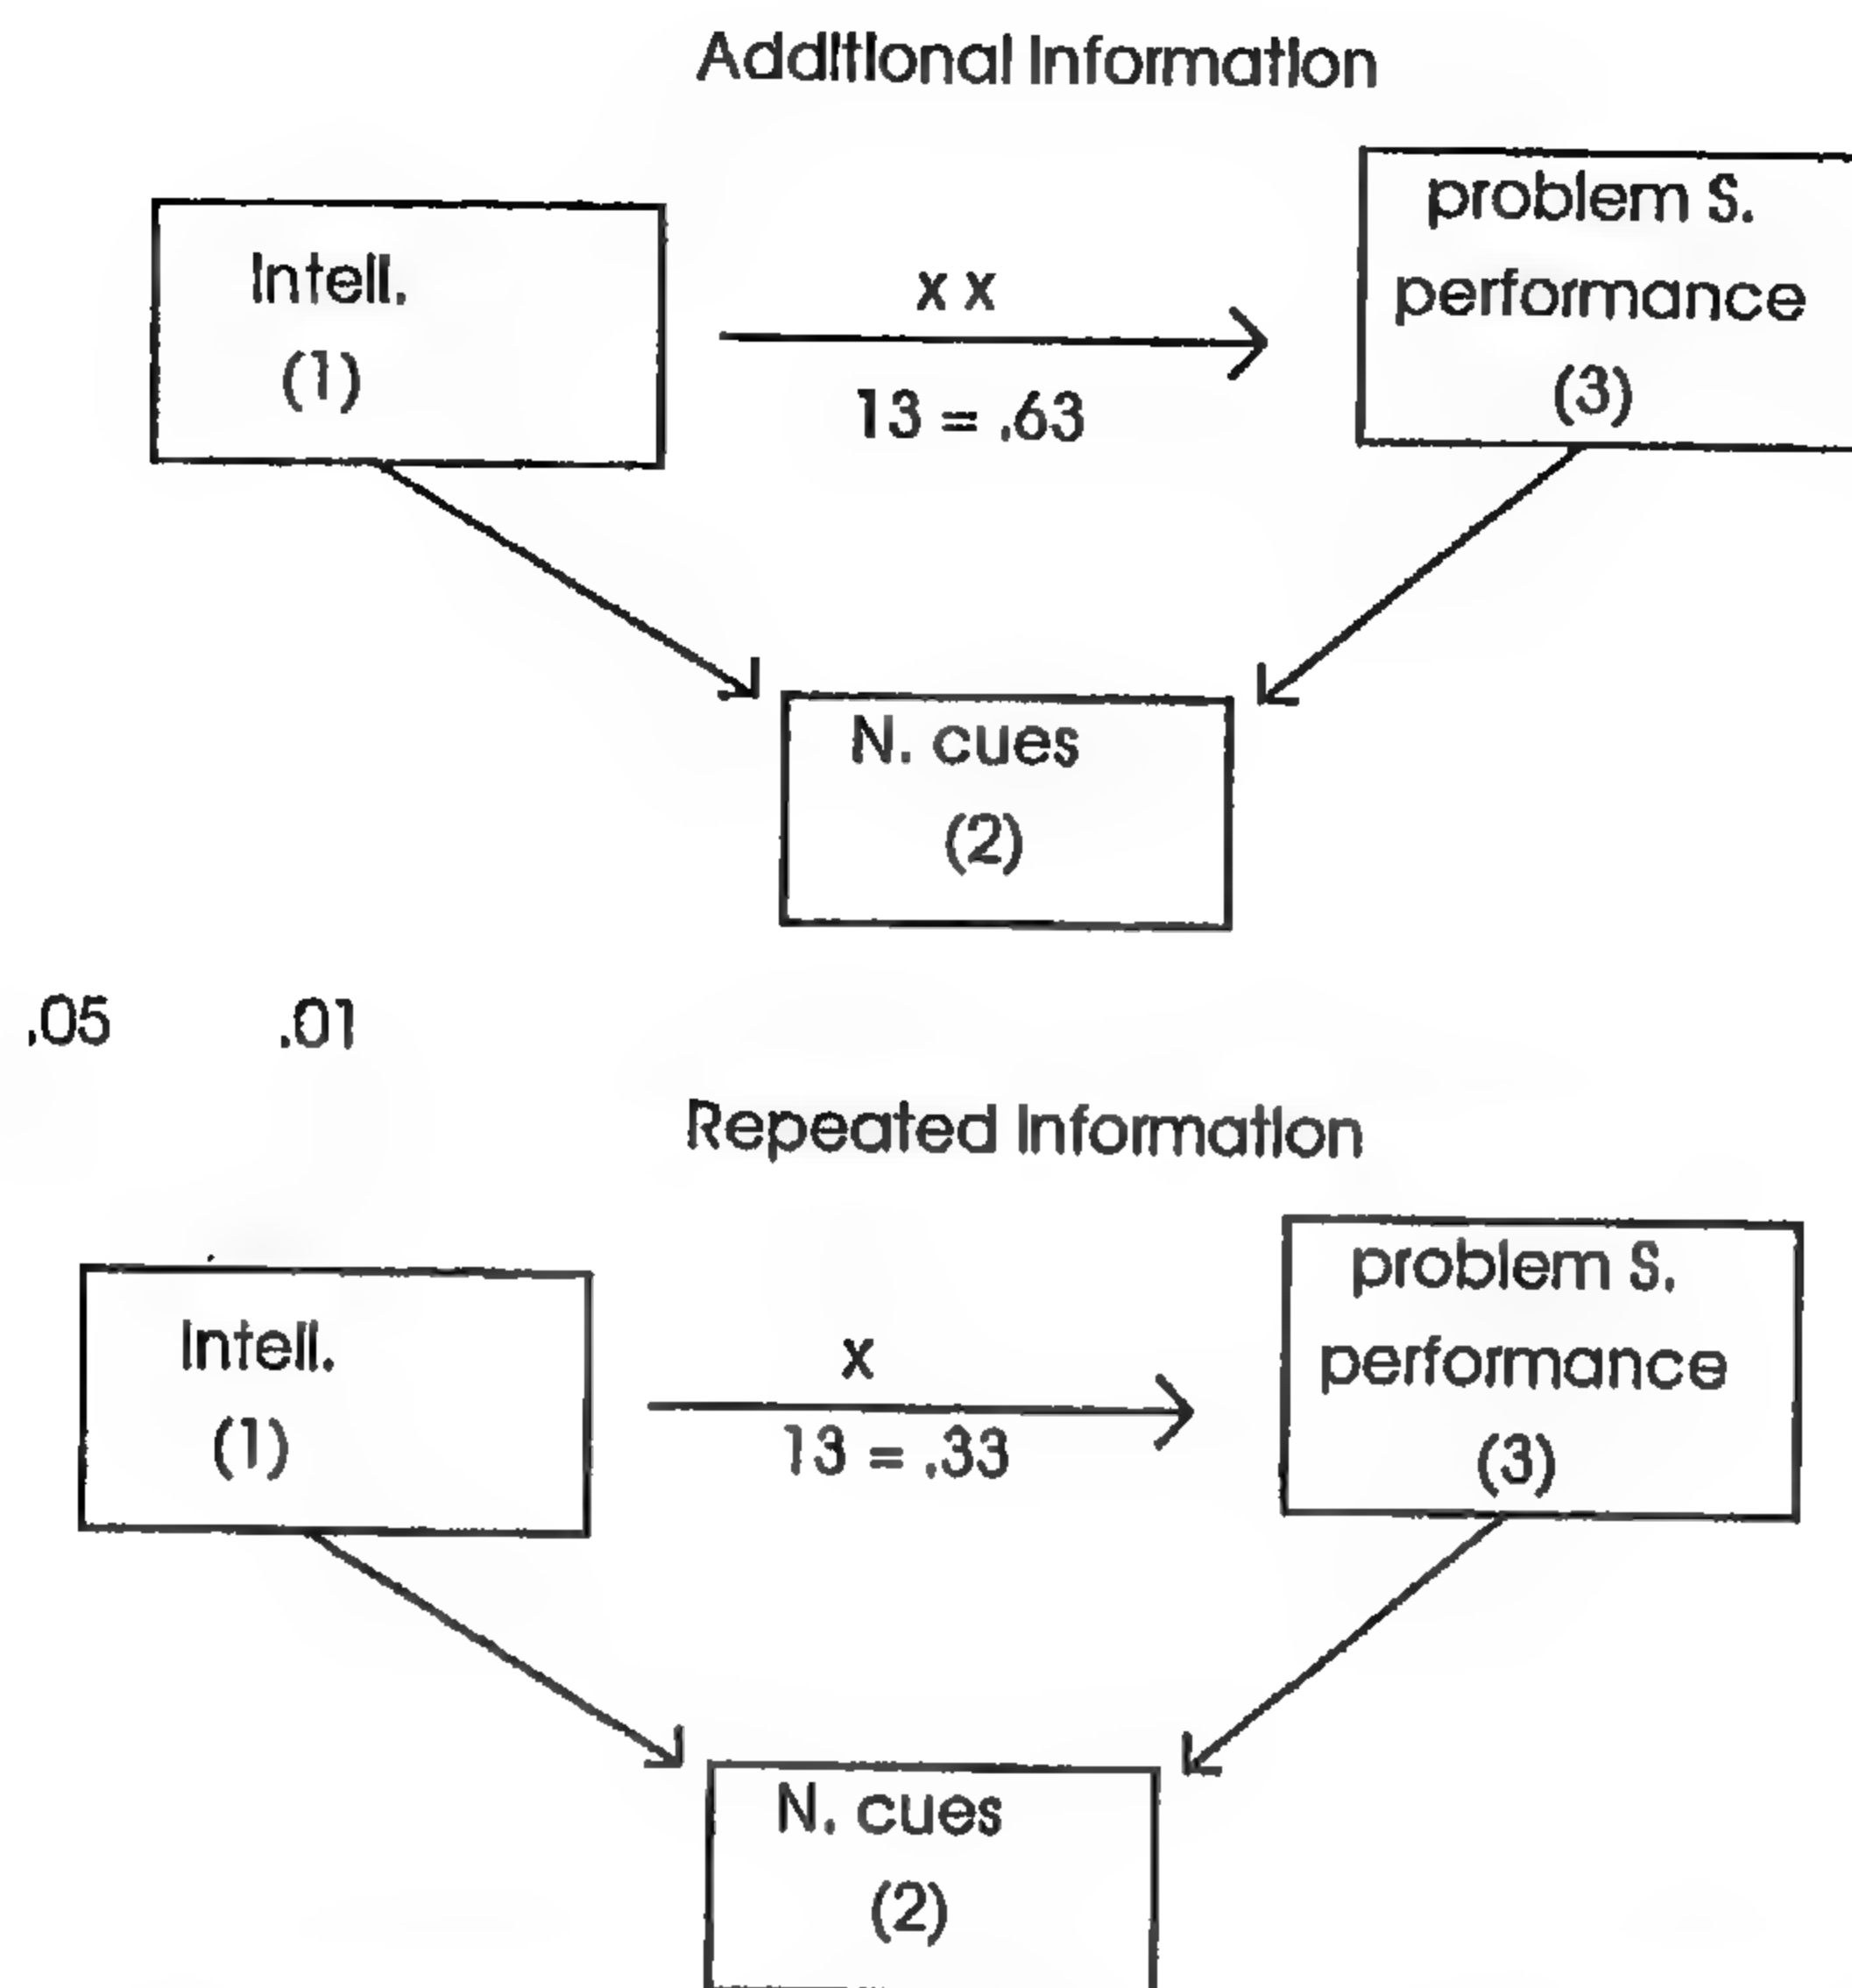 Additional Information
Intell.
(1)
x x
13 = .63
problem S.
performance
(3)
N. cues
(2)
.05 .01
Repeated Information
Intell.
(1)
x
13 = .33
problem S.
performance
(3)
N. cues
(2)